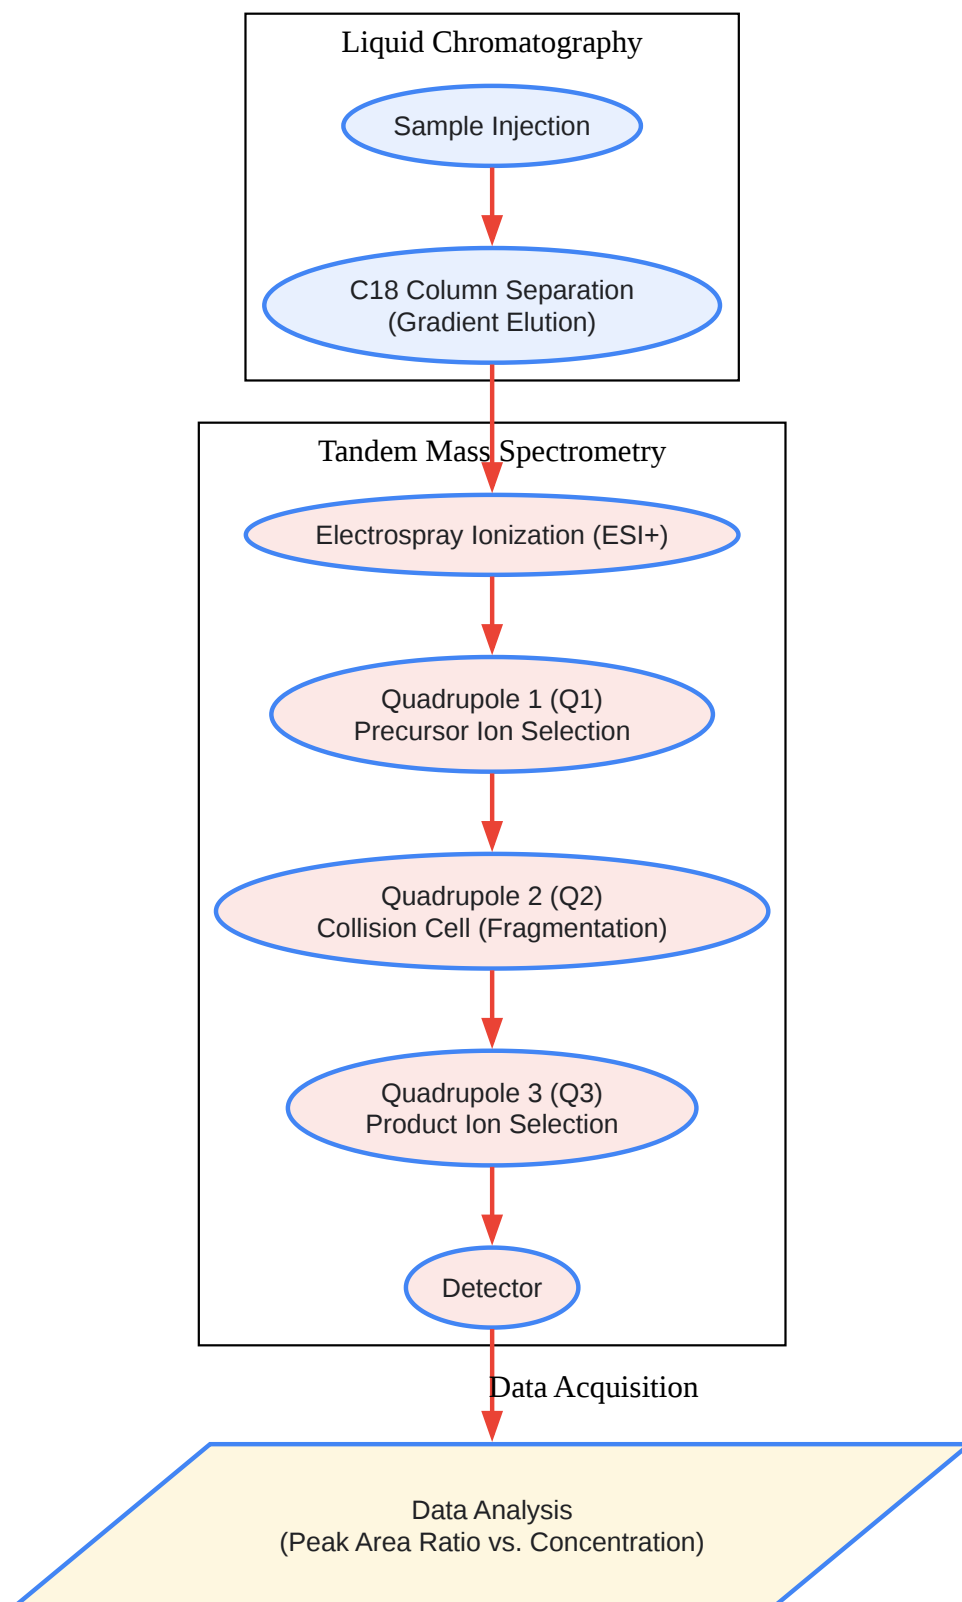 Liquid Chromatography
Sample Injection
C18 Column Separation
(Gradient Elution)
Tandem Mass Spectrometry
Electrospray Ionization (ESI+)
Quadrupole 1 (Q1)
Precursor Ion Selection
Quadrupole 2 (Q2)
Collision Cell (Fragmentation)
Quadrupole 3 (Q3)
Product Ion Selection
Detector
Data Acquisition
Data Analysis
(Peak Area Ratio vs. Concentration)